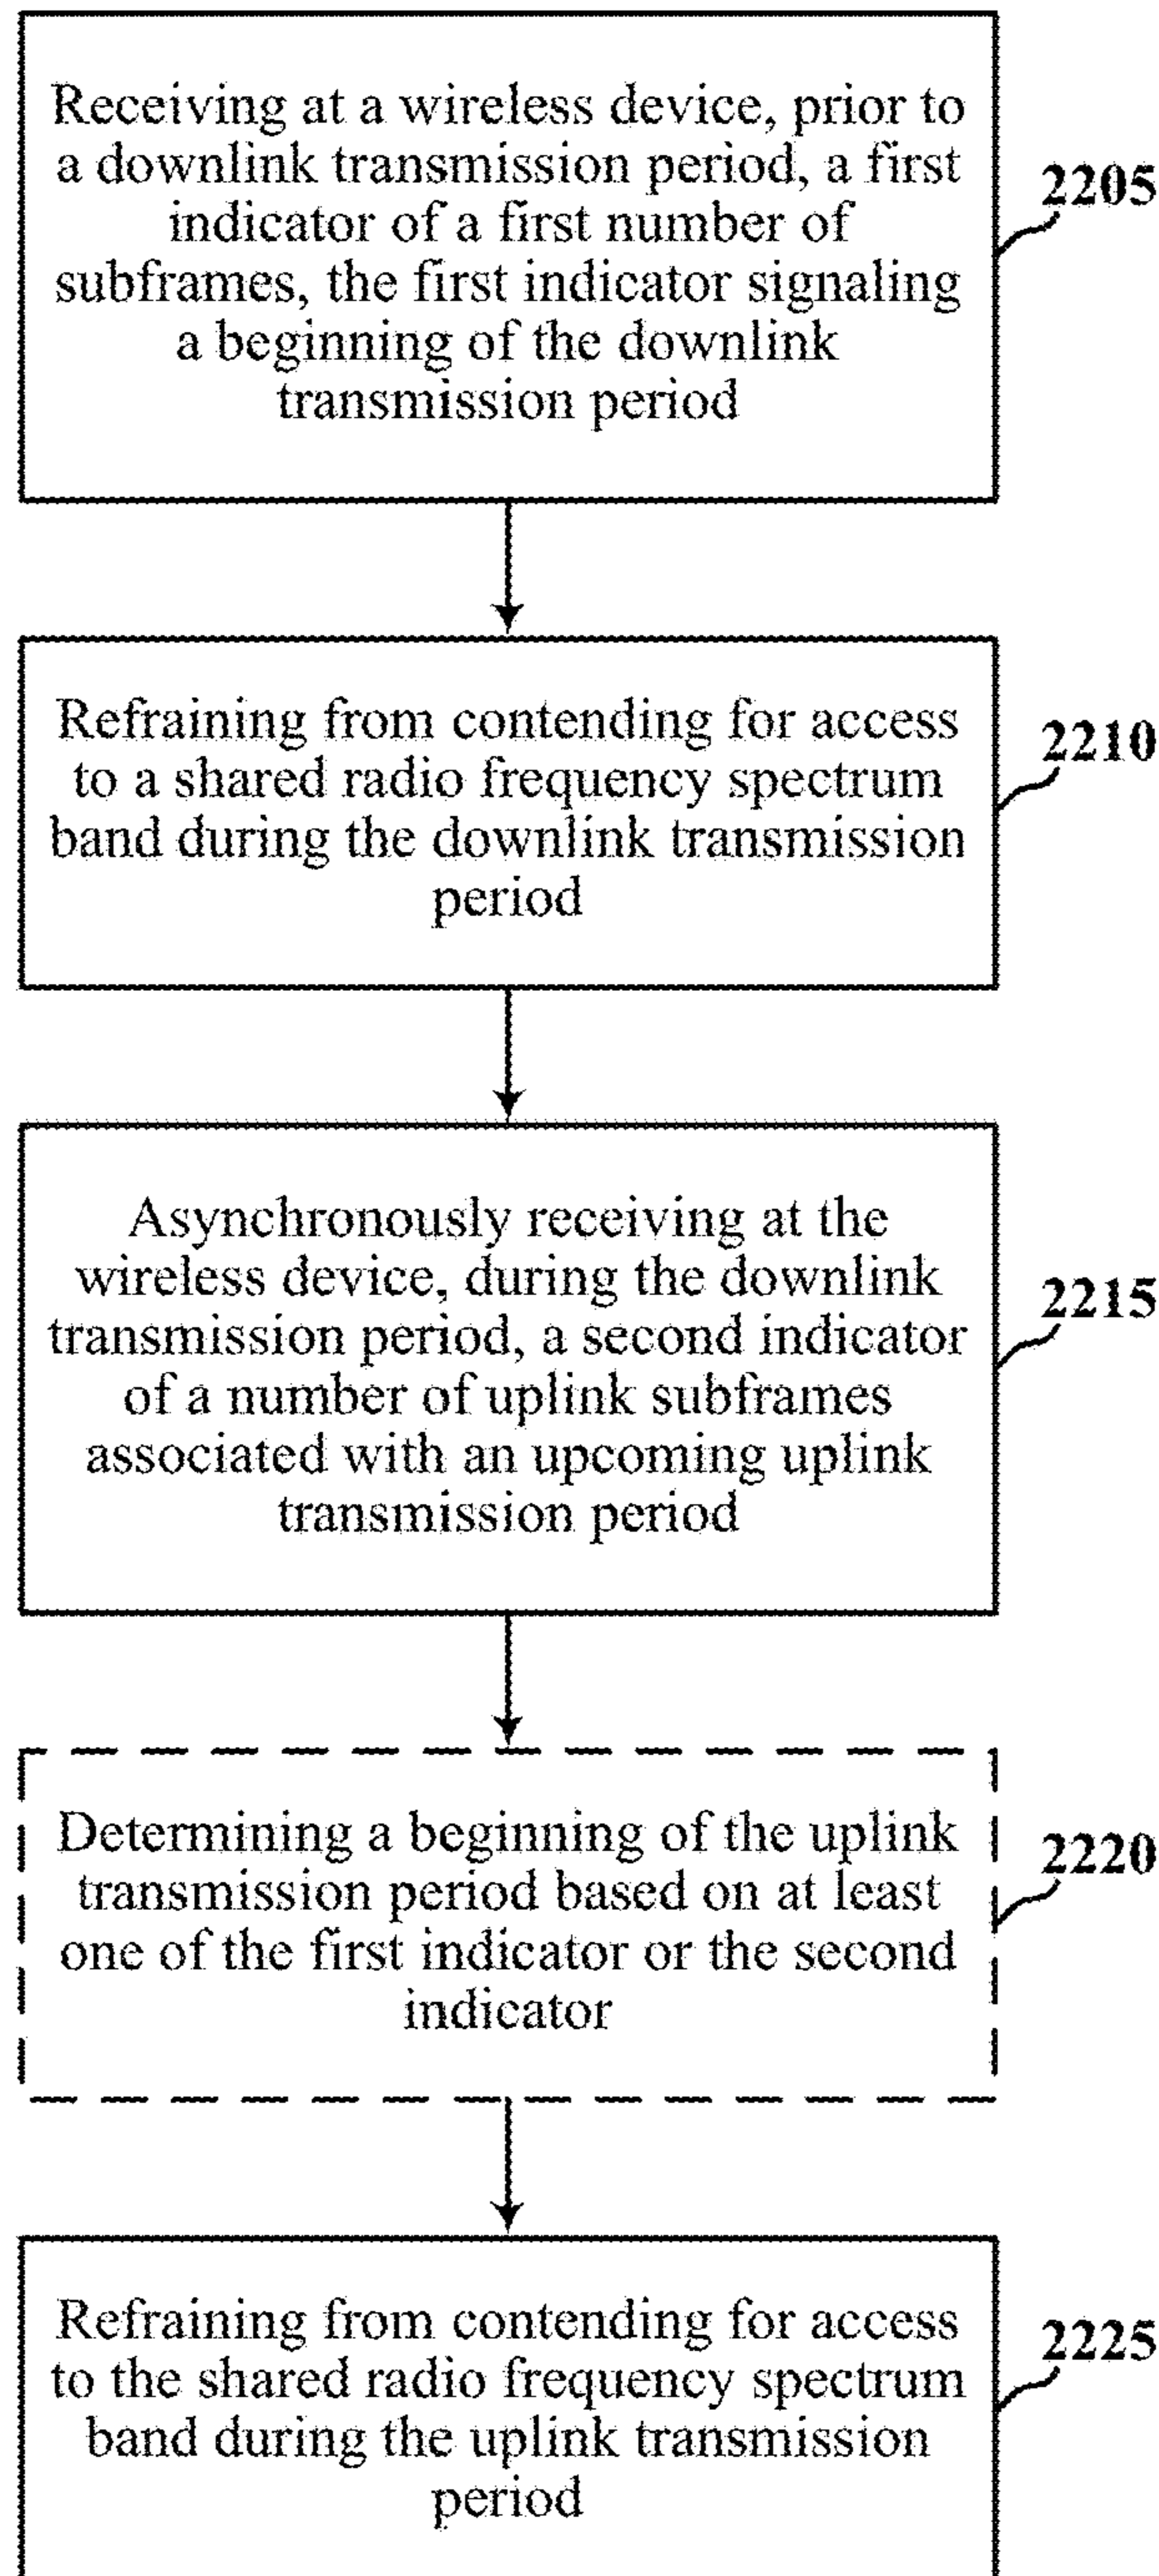 Receiving at a wireless device, prior to
a downlink transmission period, a first
indicator of a first number of
subframes, the first indicator signaling
a beginning of the downlink
transmission period
2205
Refraining from contending for access
to a shared radio frequency spectrum
band during the downlink transmission
period
2210
Asynchronously receiving at the
wireless device, during the downlink
transmission period, a second indicator
of a number of uplink subframes
associated with an upcoming uplink
transmission period
2215
Determining a beginning of the uplink
transmission period based on at least
one of the first indicator or the second
indicator
2220
Refraining from contending for access
to the shared radio frequency spectrum
band during the uplink transmission
period
2225